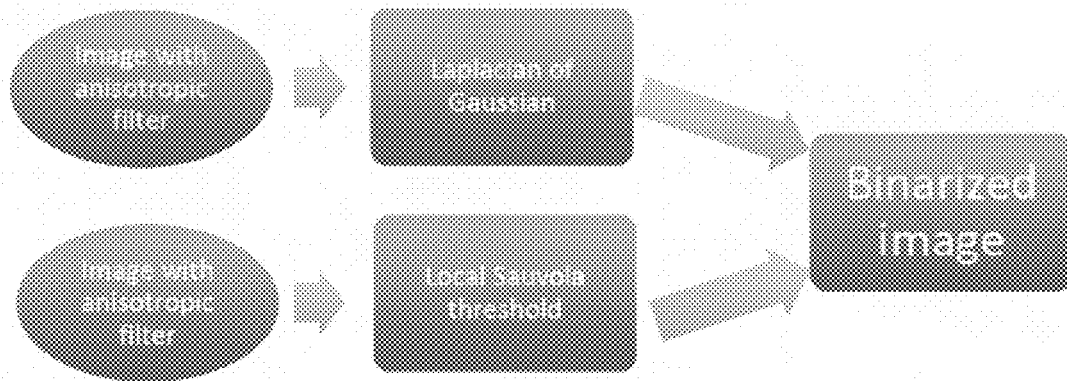 Image with
anisotropic
filter
Laplacian of
Gaussian
Binarized
image
Image with
anisotropic
filter
Local Sauvola
threshold